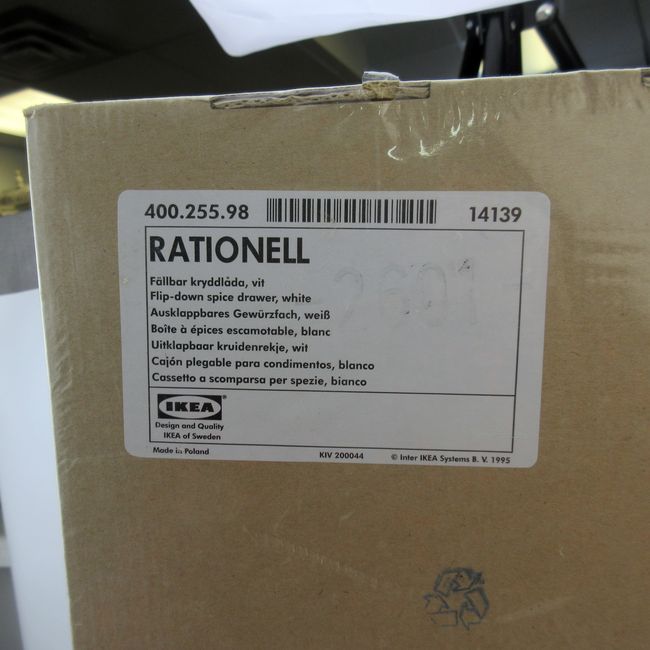 400.255.98 14139
RATIONELL
Fällbar kryddlåda, vit
Flip-down spice drawer, white
Ausklappbares Gewürzfach, weiß
Boîte à épices escamotable, blanc
Uitklapbaar kruidenrekje, wit
Cajón plegable para condimentos, blanco
Cassetto a scomparsa per spezie, bianco
IKEA
Design and Quality
IKEA of Sweden
Made in Poland KIV 200044 © Inter IKEA Systems B. V. 1995